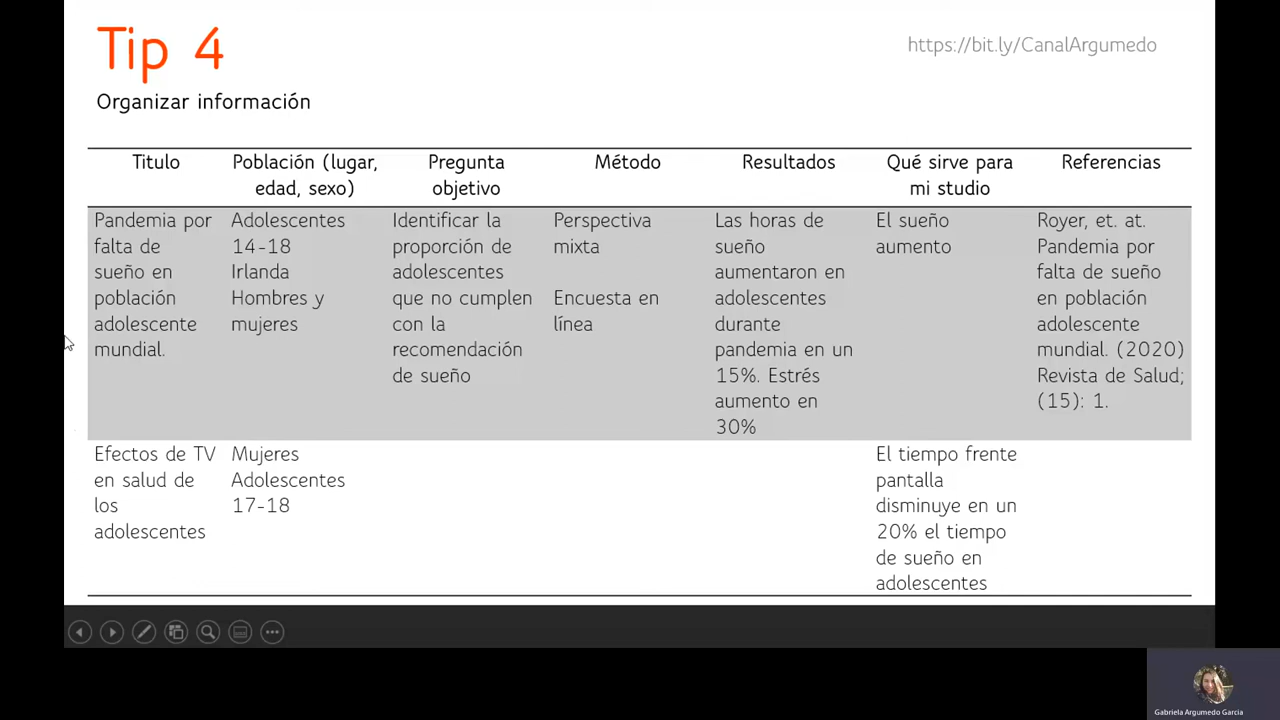 Tip 4
https://bit.ly/CanalArgumedo
Organizar información
Titulo
Población (lugar,
edad, sexo)
Pregunta
objetivo
Método
Resultados
Qué sirve para
mi studio
Referencias
Pandemia por
falta de
sueño en
población
adolescente
mundial.
Adolescentes
14-18
Irlanda
Hombres y
mujeres
Identificar la
proporción de
adolescentes
que no cumplen
con la
recomendación
de sueño
Perspectiva
mixta
Encuesta en
línea
Las horas de
sueño
aumentaron en
adolescentes
durante
pandemia en un
15%. Estrés
aumento en
30%
El sueño
aumento
Royer, et. at.
Pandemia por
falta de sueño
en población
adolescente
mundial. (2020)
Revista de Salud;
(15): 1.
Efectos de TV
en salud de
los
adolescentes
Mujeres
Adolescentes
17-18
El tiempo frente
pantalla
disminuye en un
20% el tiempo
de sueño en
adolescentes
Gabriela Argumedo Garcia